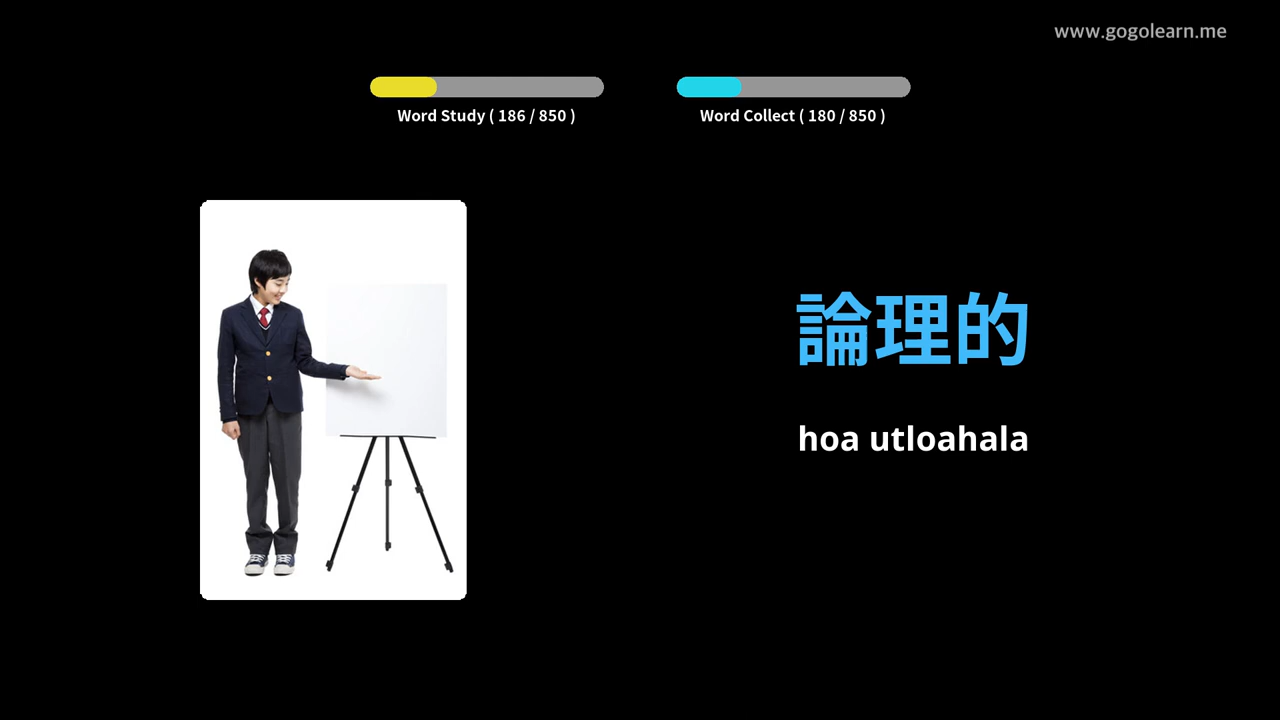 www.gogolearn.me
Word Study ( 186 / 850 )
Word Collect ( 180 / 850 )
論理的
hoa utloahala